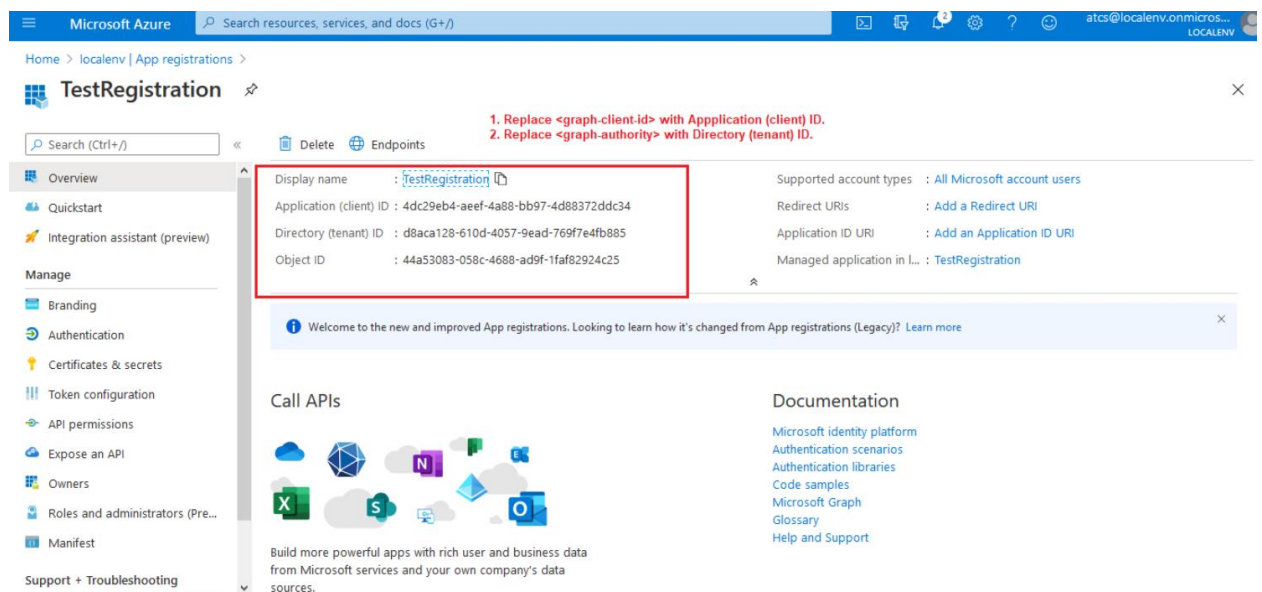 Microsoft Azure
Search resources, services, and docs (G+/)
2
atcs@localenv.onmicros...
LOCALENV
Home > localenv | App registrations >
TestRegistration
1. Replace <graph-client-id> with Appplication (client) ID.
2. Replace <graph-authority> with Directory (tenant) ID.
Search (Ctrl+/)
Delete
Endpoints
Overview
Quickstart
Integration assistant (preview)
Manage
Branding
Authentication
Certificates & secrets
Token configuration
API permissions
Expose an API
Owners
Roles and administrators (Pre...
Manifest
Support + Troubleshooting
Display name : TestRegistration
Application (client) ID : 4dc29eb4-aeef-4a88-bb97-4d88372ddc34
Directory (tenant) ID : d8aca128-610d-4057-9ead-769f7e4fb885
Object ID : 44a53083-058c-4688-ad9f-1faf82924c25
Supported account types : All Microsoft account users
Redirect URIs : Add a Redirect URI
Application ID URI : Add an Application ID URI
Managed application in l... : TestRegistration
Welcome to the new and improved App registrations. Looking to learn how it's changed from App registrations (Legacy)? Learn more
Call APIs
N
X
S
E
O
Build more powerful apps with rich user and business data
from Microsoft services and your own company's data
sources.
Documentation
Microsoft identity platform
Authentication scenarios
Authentication libraries
Code samples
Microsoft Graph
Glossary
Help and Support